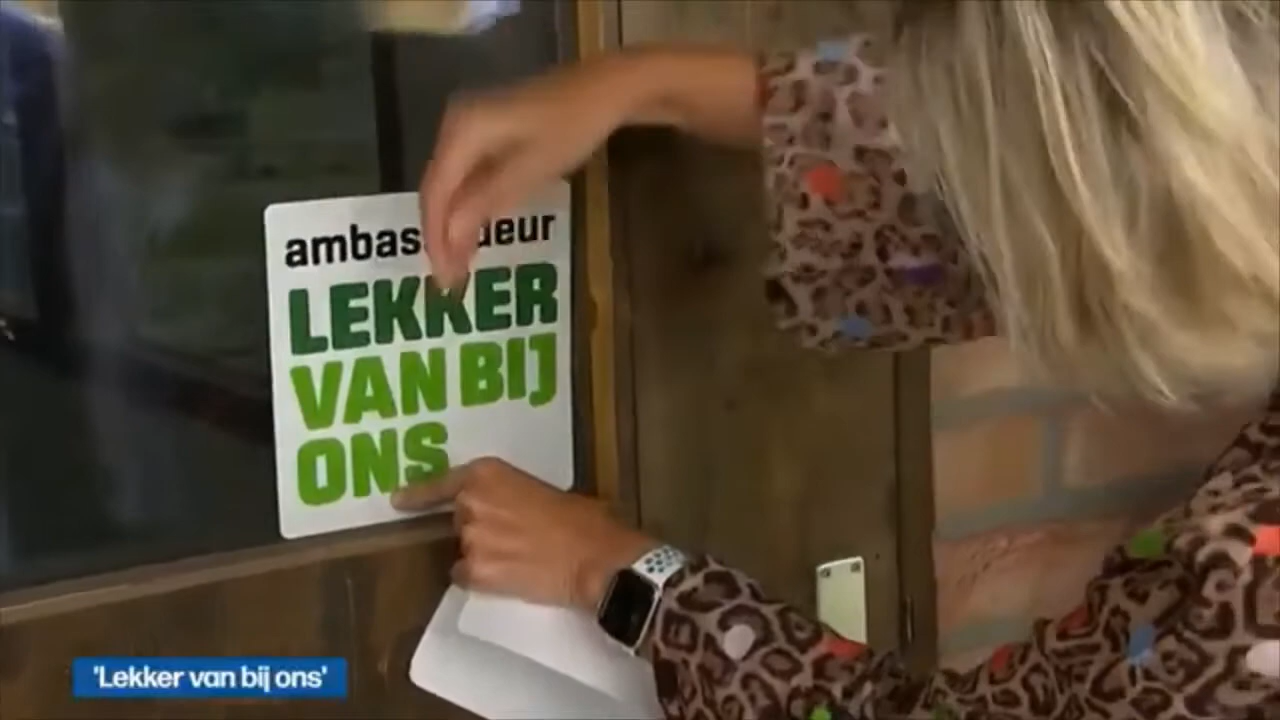 ambassadeur
LEKKER
VAN BIJ
ONS
'Lekker van bij ons'